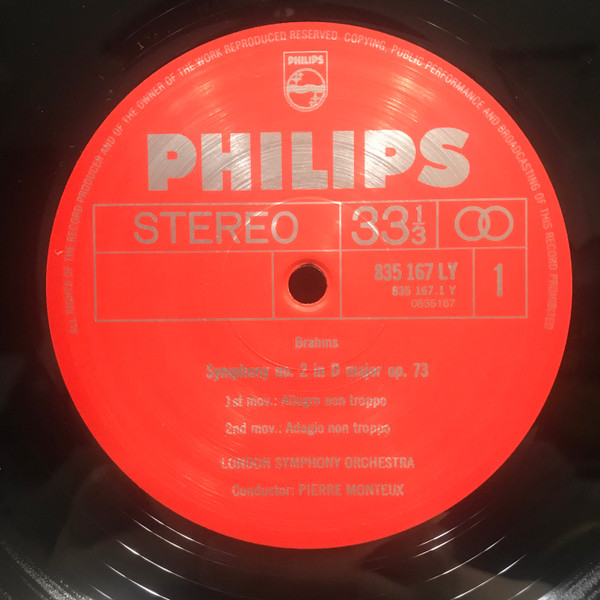 ALL RIGHTS OF THE RECORD PRODUCER AND OF THE OWNER OF THE WORK REPRODUCED RESERVED. COPYING, PUBLIC PERFORMANCE AND BROADCASTING OF THIS RECORD PROHIBITED
PHILIPS
PHILIPS
STEREO 33 1/3
835 167 LY
835 167.1 Y
0835167
1
Brahms
Symphony no. 2 in D major op. 73
1st mov.: Allegro non troppo
2nd mov.: Adagio non troppo
LONDON SYMPHONY ORCHESTRA
Conductor: PIERRE MONTEUX